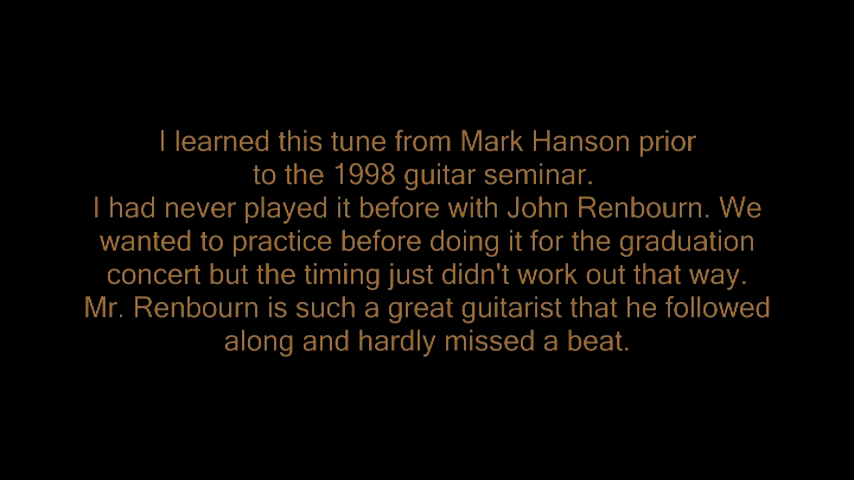 I learned this tune from Mark Hanson prior
to the 1998 guitar seminar.
I had never played it before with John Renbourn. We
wanted to practice before doing it for the graduation
concert but the timing just didn't work out that way.
Mr. Renbourn is such a great guitarist that he followed
along and hardly missed a beat.